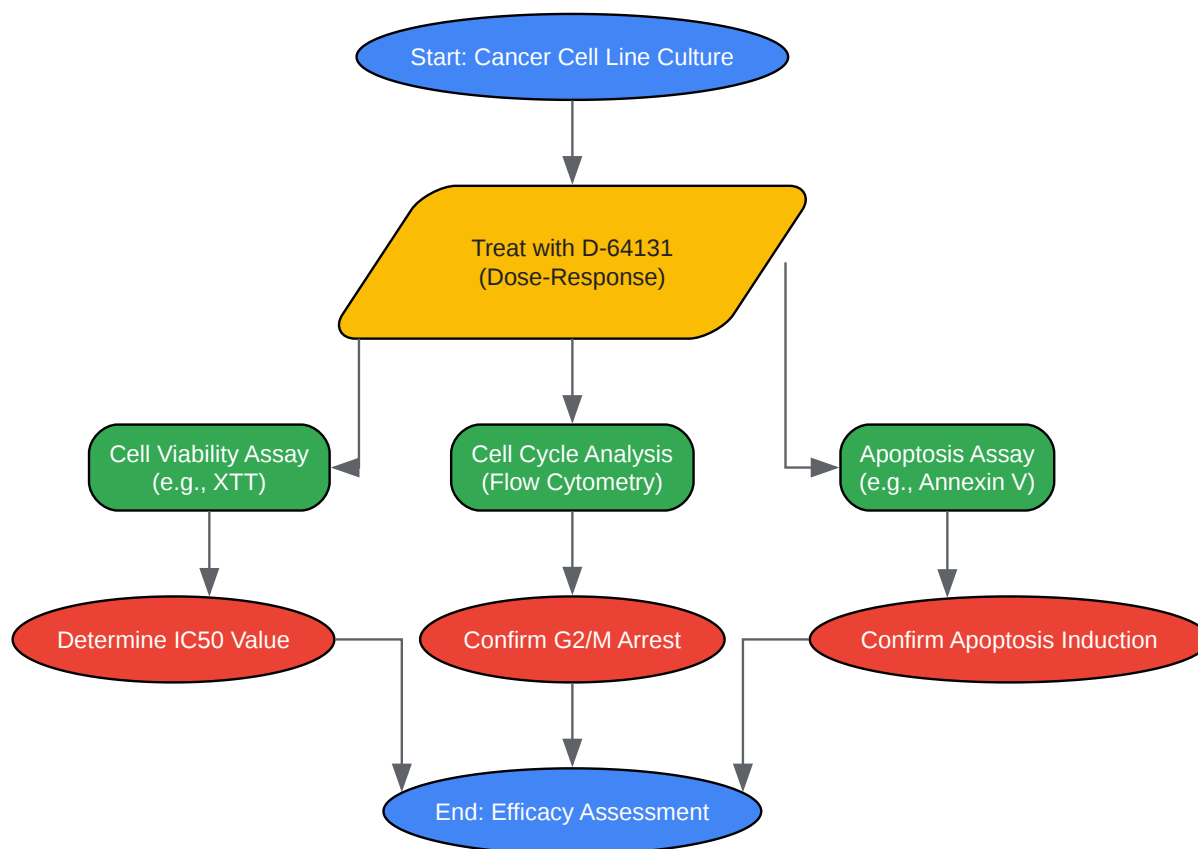 Start: Cancer Cell Line Culture
Treat with D-64131
(Dose-Response)
Cell Viability Assay
(e.g., XTT)
Cell Cycle Analysis
(Flow Cytometry)
Apoptosis Assay
(e.g., Annexin V)
Determine IC50 Value
Confirm G2/M Arrest
Confirm Apoptosis Induction
End: Efficacy Assessment